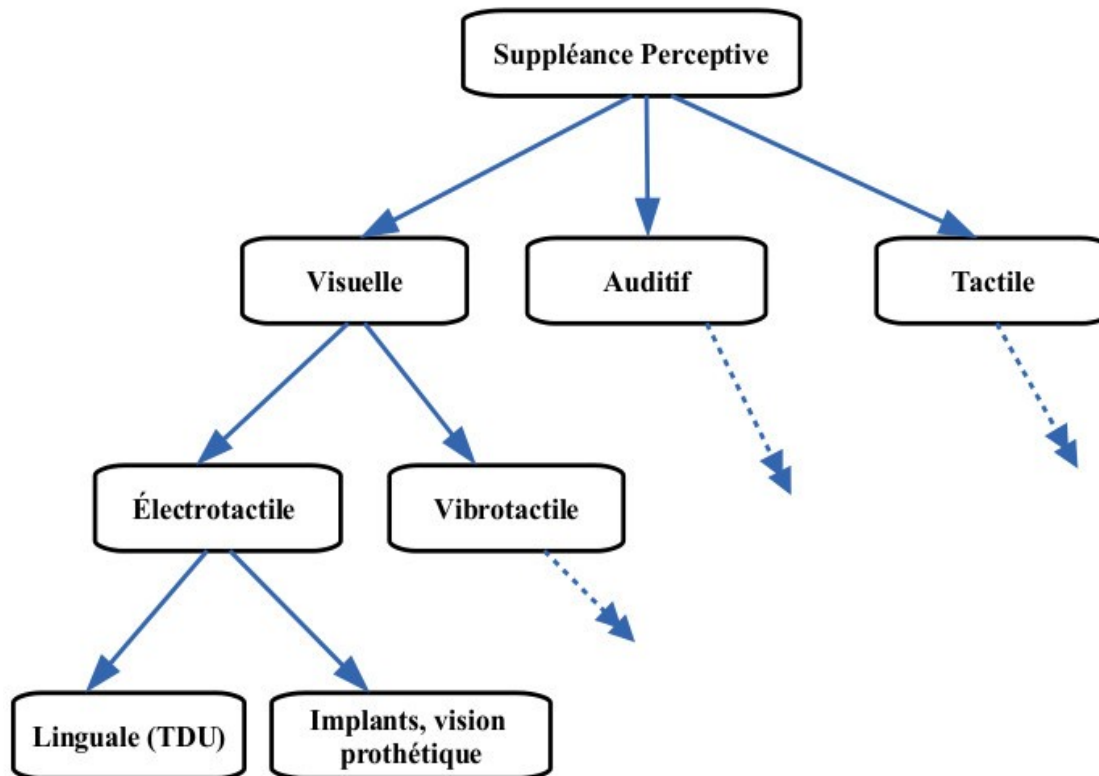 Suppléance Perceptive
Visuelle
Auditif
Tactile
Électrotactile
Vibrotactile
Linguale (TDU)
Implants, vision
prothétique